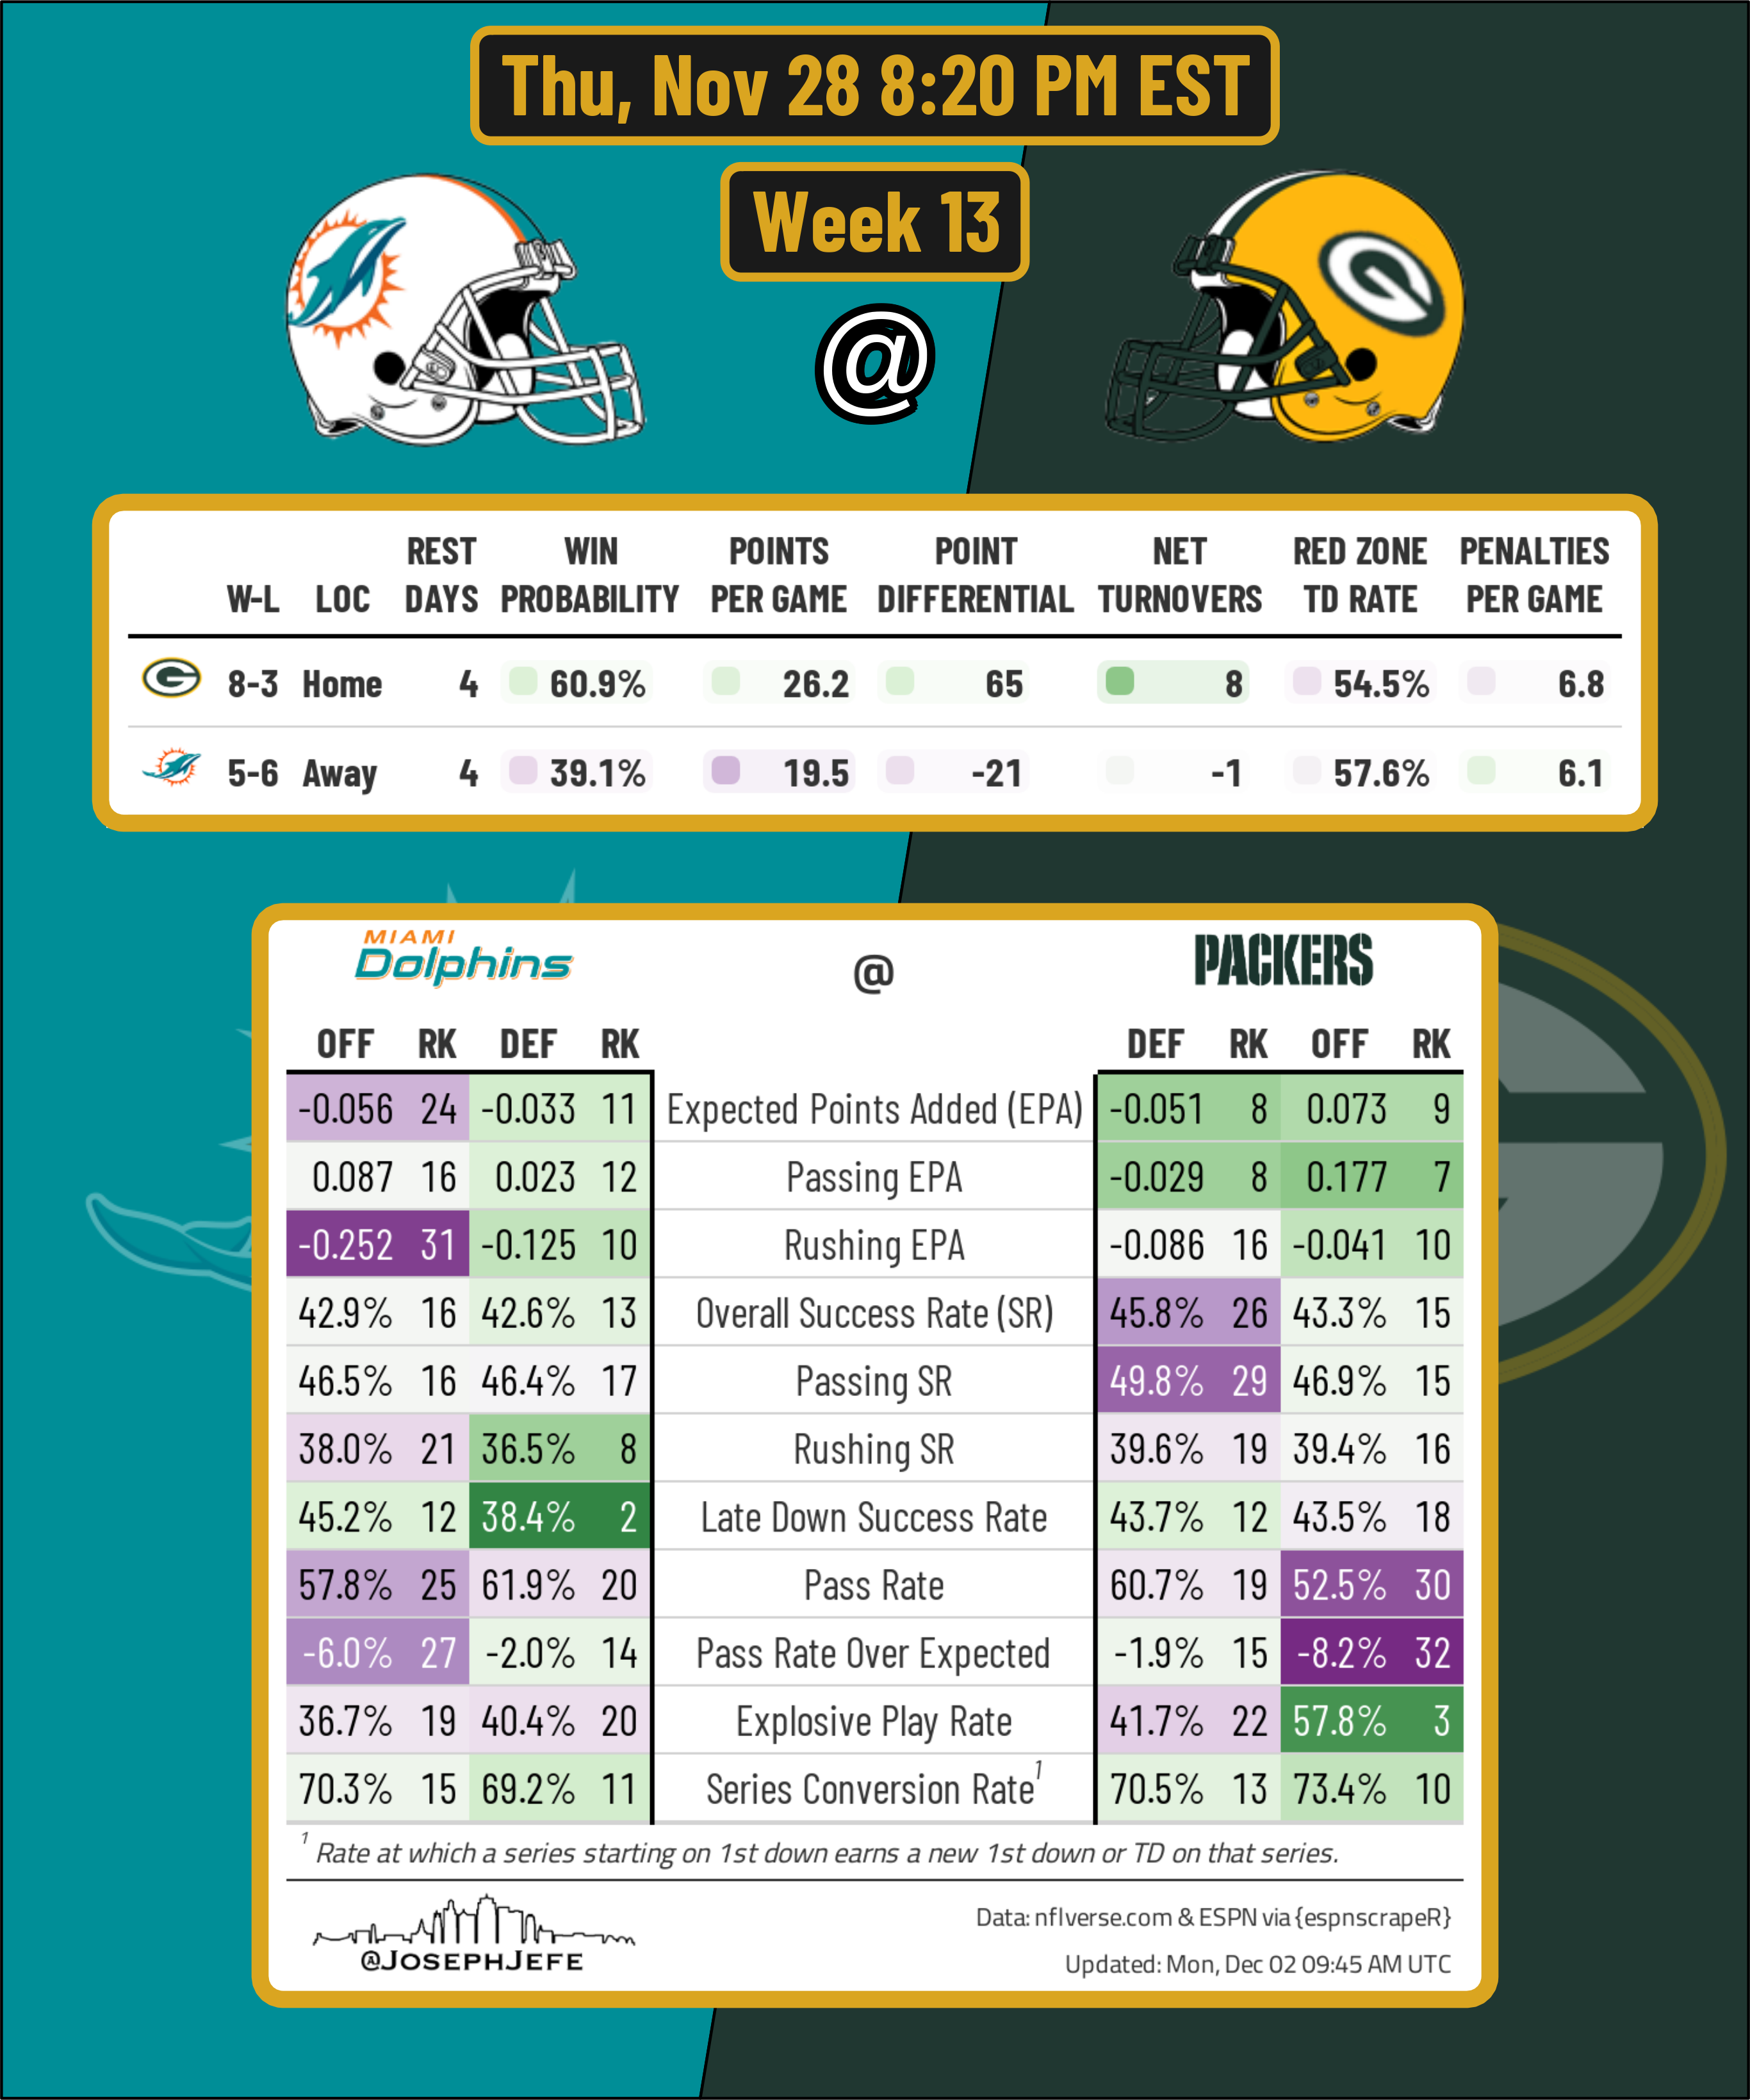 Thu, Nov 28 8:20 PM EST
Week 13
@
REST WIN POINTS POINT NET RED ZONE PENALTIES
W-L LOC DAYS PROBABILITY PER GAME DIFFERENTIAL TURNOVERS TD RATE PER GAME
G 8-3 Home 4 60.9% 26.2 65 8 54.5% 6.8
5-6 Away 4 39.1% 19.5 -21 -1 57.6% 6.1
MIAMI
Dolphins @ PACKERS
OFF RK DEF RK DEF RK OFF RK
-0.056 24 -0.033 11 Expected Points Added (EPA) -0.051 8 0.073 9
0.087 16 0.023 12 Passing EPA -0.029 8 0.177 7
-0.252 31 -0.125 10 Rushing EPA -0.086 16 -0.041 10
42.9% 16 42.6% 13 Overall Success Rate (SR) 45.8% 26 43.3% 15
46.5% 16 46.4% 17 Passing SR 49.8% 29 46.9% 15
38.0% 21 36.5% 8 Rushing SR 39.6% 19 39.4% 16
45.2% 12 38.4% 2 Late Down Success Rate 43.7% 12 43.5% 18
57.8% 25 61.9% 20 Pass Rate 60.7% 19 52.5% 30
-6.0% 27 -2.0% 14 Pass Rate Over Expected -1.9% 15 -8.2% 32
36.7% 19 40.4% 20 Explosive Play Rate 41.7% 22 57.8% 3
70.3% 15 69.2% 11 Series Conversion Rate1 70.5% 13 73.4% 10
1 Rate at which a series starting on 1st down earns a new 1st down or TD on that series.
@JOSEPHJEFE
Data: nflverse.com & ESPN via {espnscrapeR}
Updated: Mon, Dec 02 09:45 AM UTC